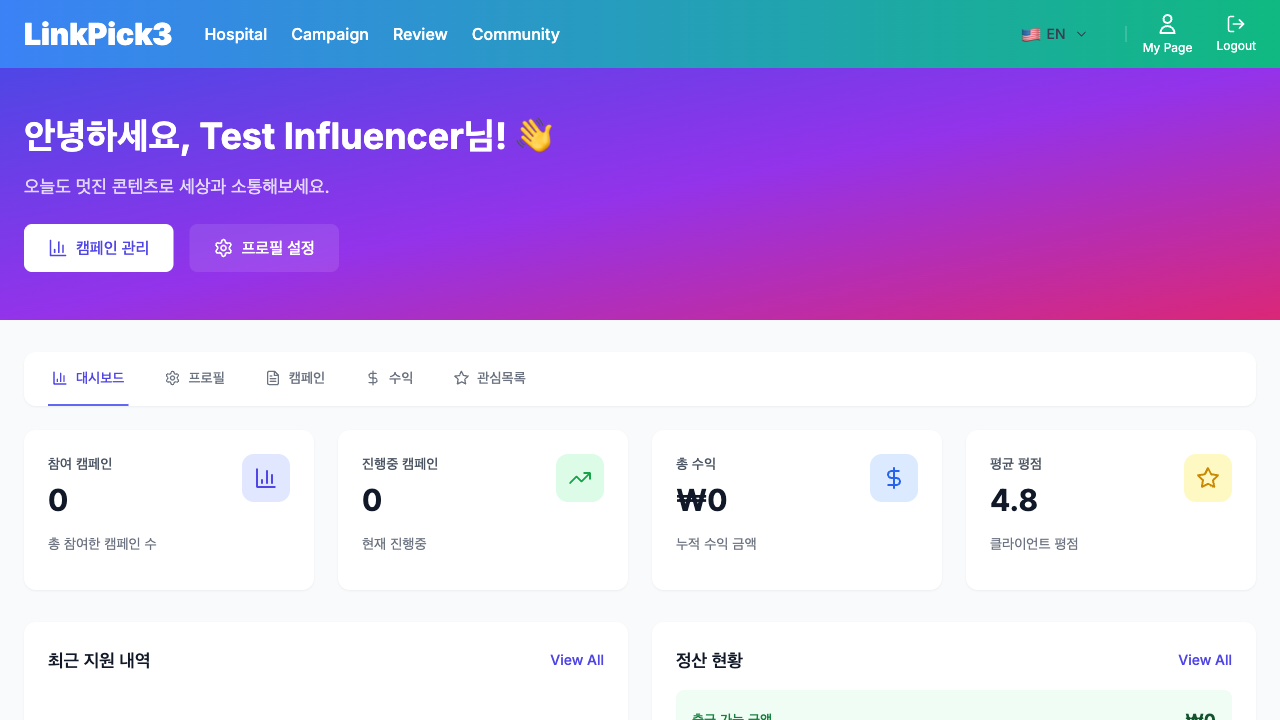 LinkPick3
Hospital
Campaign
Review
Community
EN
My Page
Logout
안녕하세요, Test Influencer님! 👋
오늘도 멋진 콘텐츠로 세상과 소통해보세요.
캠페인 관리
프로필 설정
대시보드
프로필
캠페인
수익
관심목록
참여 캠페인
0
총 참여한 캠페인 수
진행중 캠페인
0
현재 진행중
총 수익
₩0
누적 수익 금액
평균 평점
4.8
클라이언트 평점
최근 지원 내역
View All
정산 현황
View All
출금 가능 금액
₩0